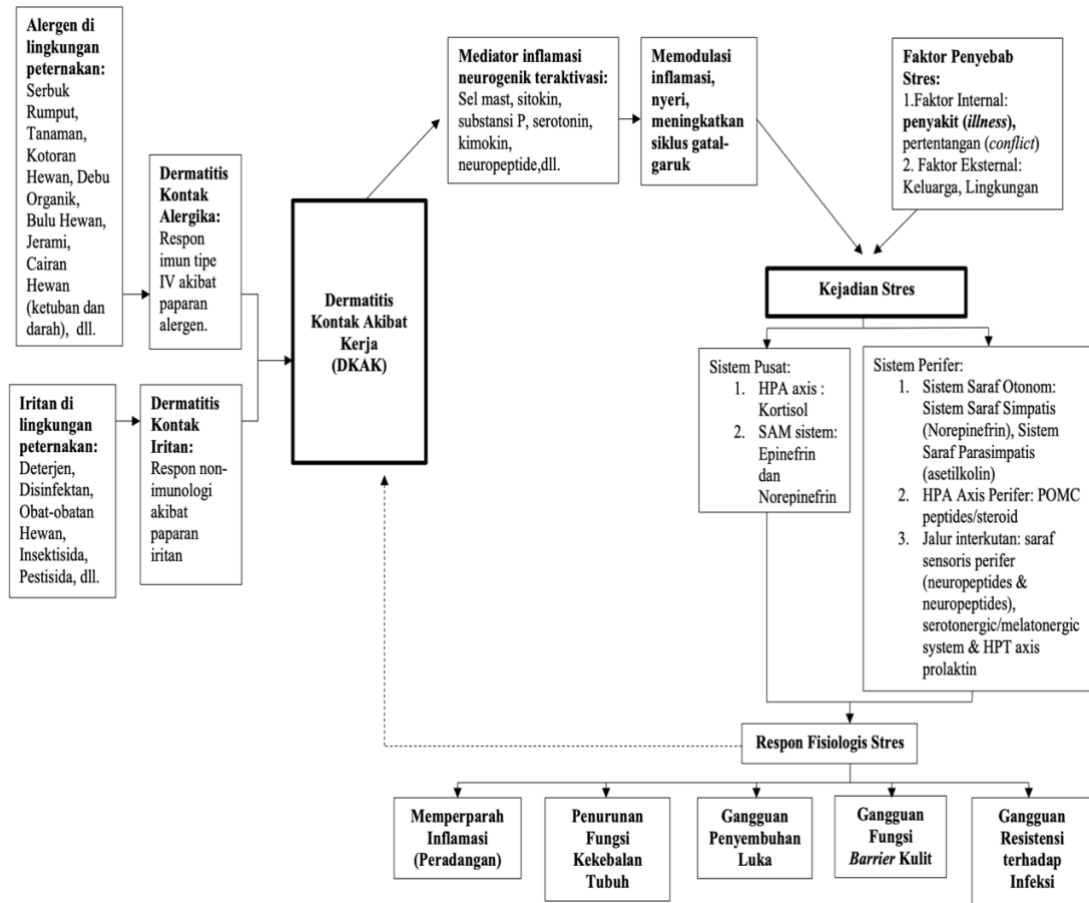 Alergen di
lingkungan
peternakan:
Serbuk
Rumput,
Tanaman,
Kotoran
Hewan, Debu
Organik,
Bulu Hewan,
Jerami,
Cairan
Hewan
(ketuban dan
darah), dll.
Iritan di
lingkungan
peternakan:
Deterjen,
Disinfektan,
Obat-obatan
Hewan,
Insektisida,
Pestisida, dll.
Dermatitis
Kontak
Alergika:
Respon
imun tipe
IV akibat
paparan
alergen.
Dermatitis
Kontak
Iritan:
Respon non-
imunologi
akibat
paparan
iritan
Dermatitis
Kontak Akibat
Kerja
(DKAK)
Mediator inflamasi
neurogenik teraktivasi:
Sel mast, sitokin,
substansi P, serotonin,
kimokin,
neuropeptide,dll.
Memodulasi
inflamasi,
nyeri,
meningkatkan
siklus gatal-
garuk
Faktor Penyebab
Stres:
1.Faktor Internal:
penyakit (illness),
pertentangan (conflict)
2. Faktor Eksternal:
Keluarga, Lingkungan
Kejadian Stres
Sistem Pusat:
1. HPA axis :
Kortisol
2. SAM sistem:
Epinefrin
dan
Norepinefrin
Sistem Perifer:
1. Sistem Saraf Otonom:
Sistem Saraf Simpatis
(Norepinefrin), Sistem
Saraf Parasimpatis
(asetilkolin)
2. HPA Axis Perifer: POMC
peptides/steroid
3. Jalur interkutan: saraf
sensoris perifer
(neuropeptides &
neuropeptides),
serotonergic/melatonergic
system & HPT axis
prolaktin
Respon Fisiologis Stres
Memperparah
Inflamasi
(Peradangan)
Penurunan
Fungsi
Kekebalan
Tubuh
Gangguan
Penyembuhan
Luka
Gangguan
Fungsi
Barrier Kulit
Gangguan
Resistensi
terhadap
Infeksi